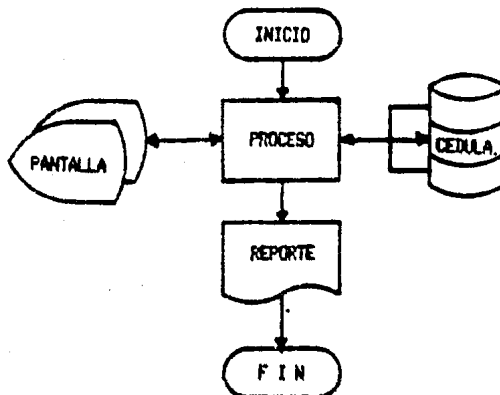 INICIO
PROCESO
PANTALLA
CEDULA.
REPORTE
F I N